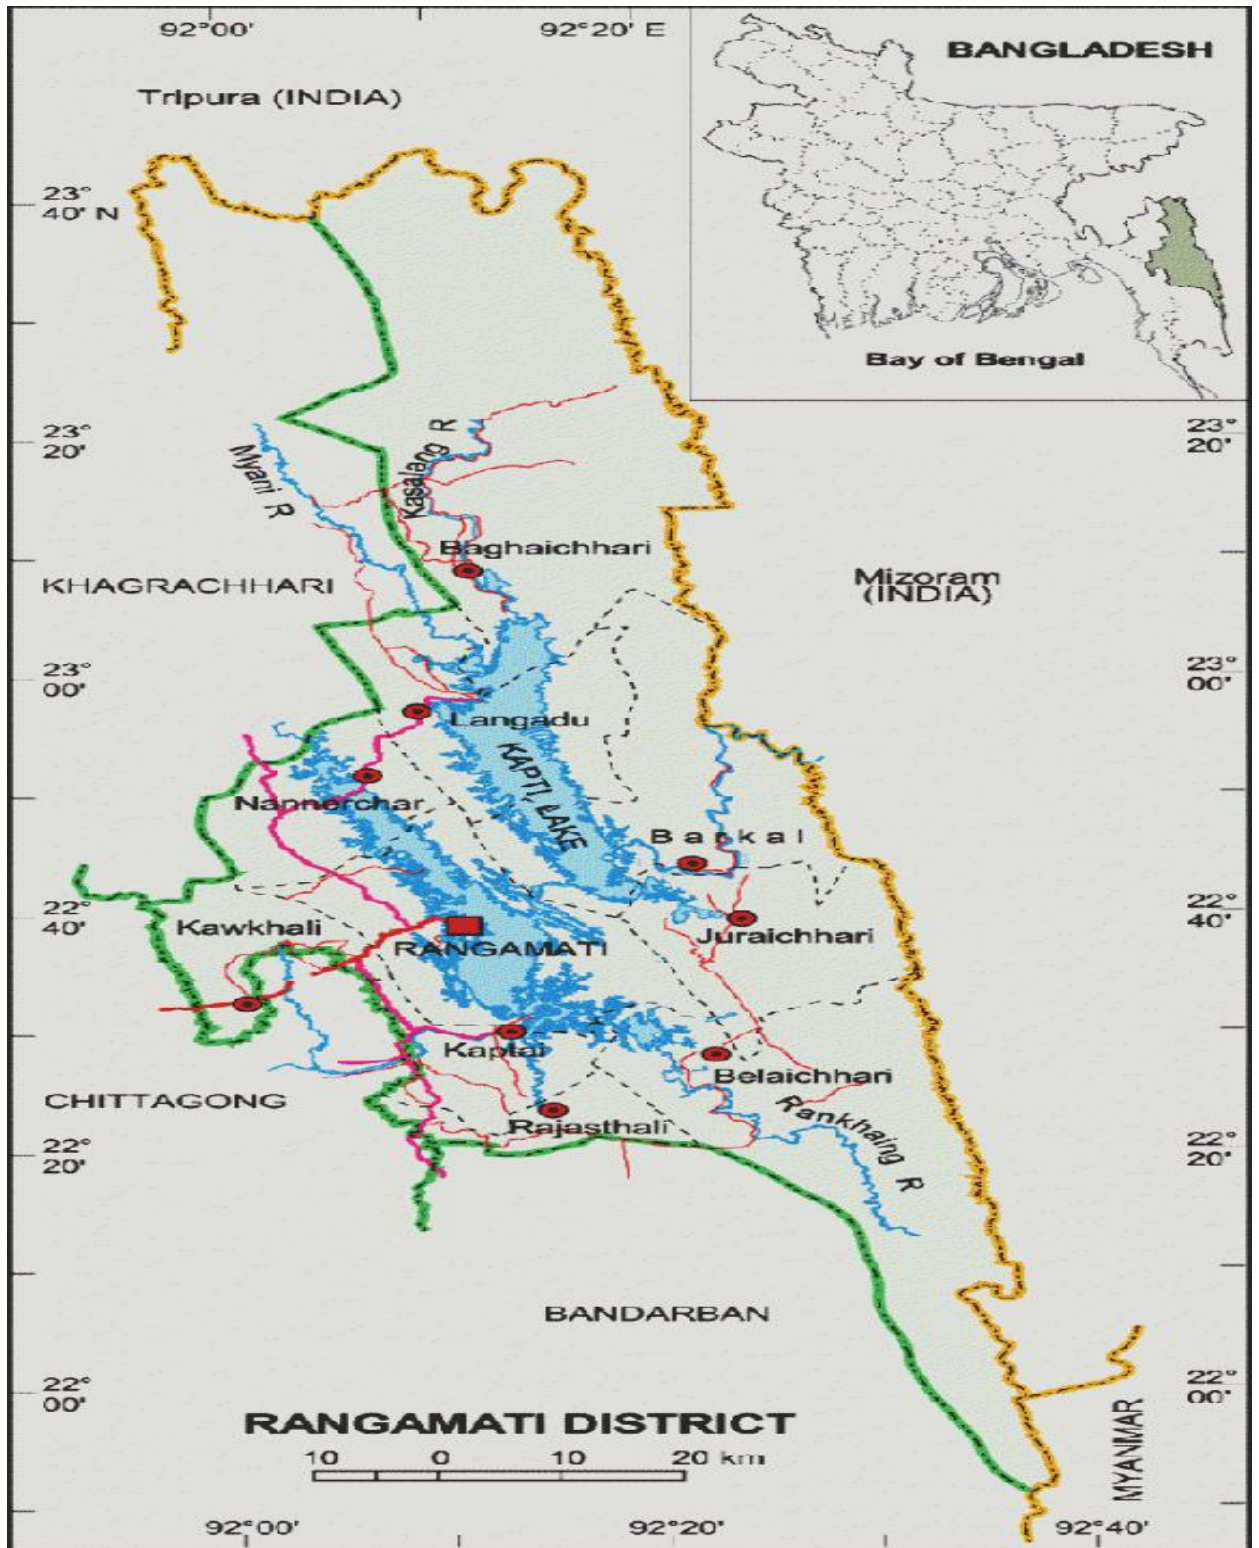 92°00'
92°20' E
BANGLADESH
Tripura (INDIA)
23°
40' N
Bay of Bengal
23°
20'
23°
20'
Myani R
Kasalang R
Baghaichhari
KHAGRACHHARI
Mizoram
(INDIA)
23°
00'
23°
00'
Langadu
KAPTI, LAKE
Nannerchar
Barkal
22°
40'
22°
40'
Kawkhali
RANGAMATI
Juraichhari
Kaptai
Belaichhari
CHITTAGONG
Rankhaing R
Rajasthali
22°
20'
22°
20'
BANDARBAN
22°
00'
22°
00'
MYANMAR
RANGAMATI DISTRICT
10 0 10 20 km
92°00'
92°20'
92°40'